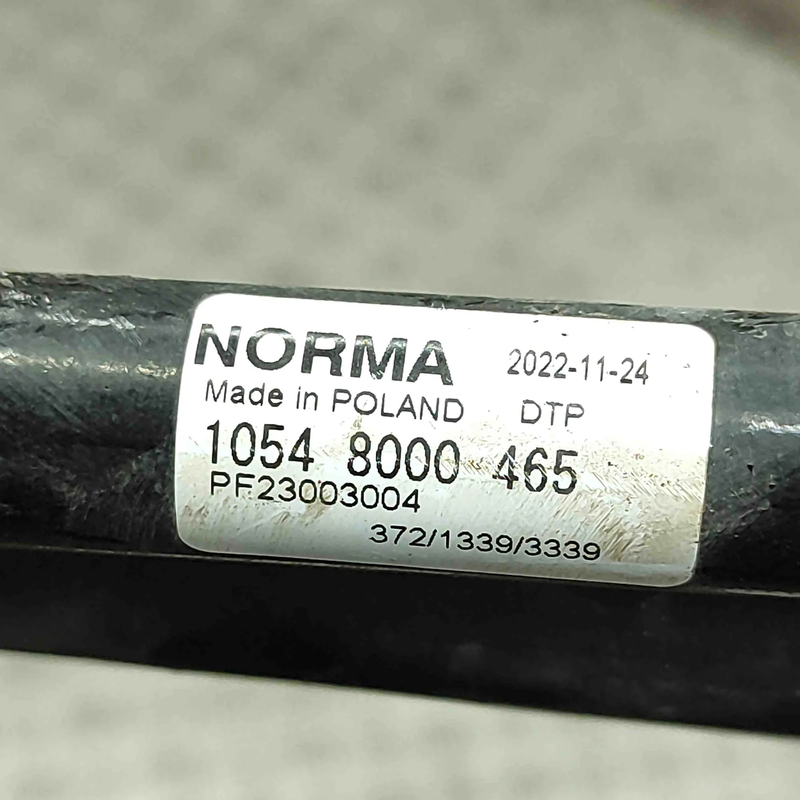 NORMA 2022-11-24
Made in POLAND DTP
1054 8000 465
PF23003004
372/1339/3339